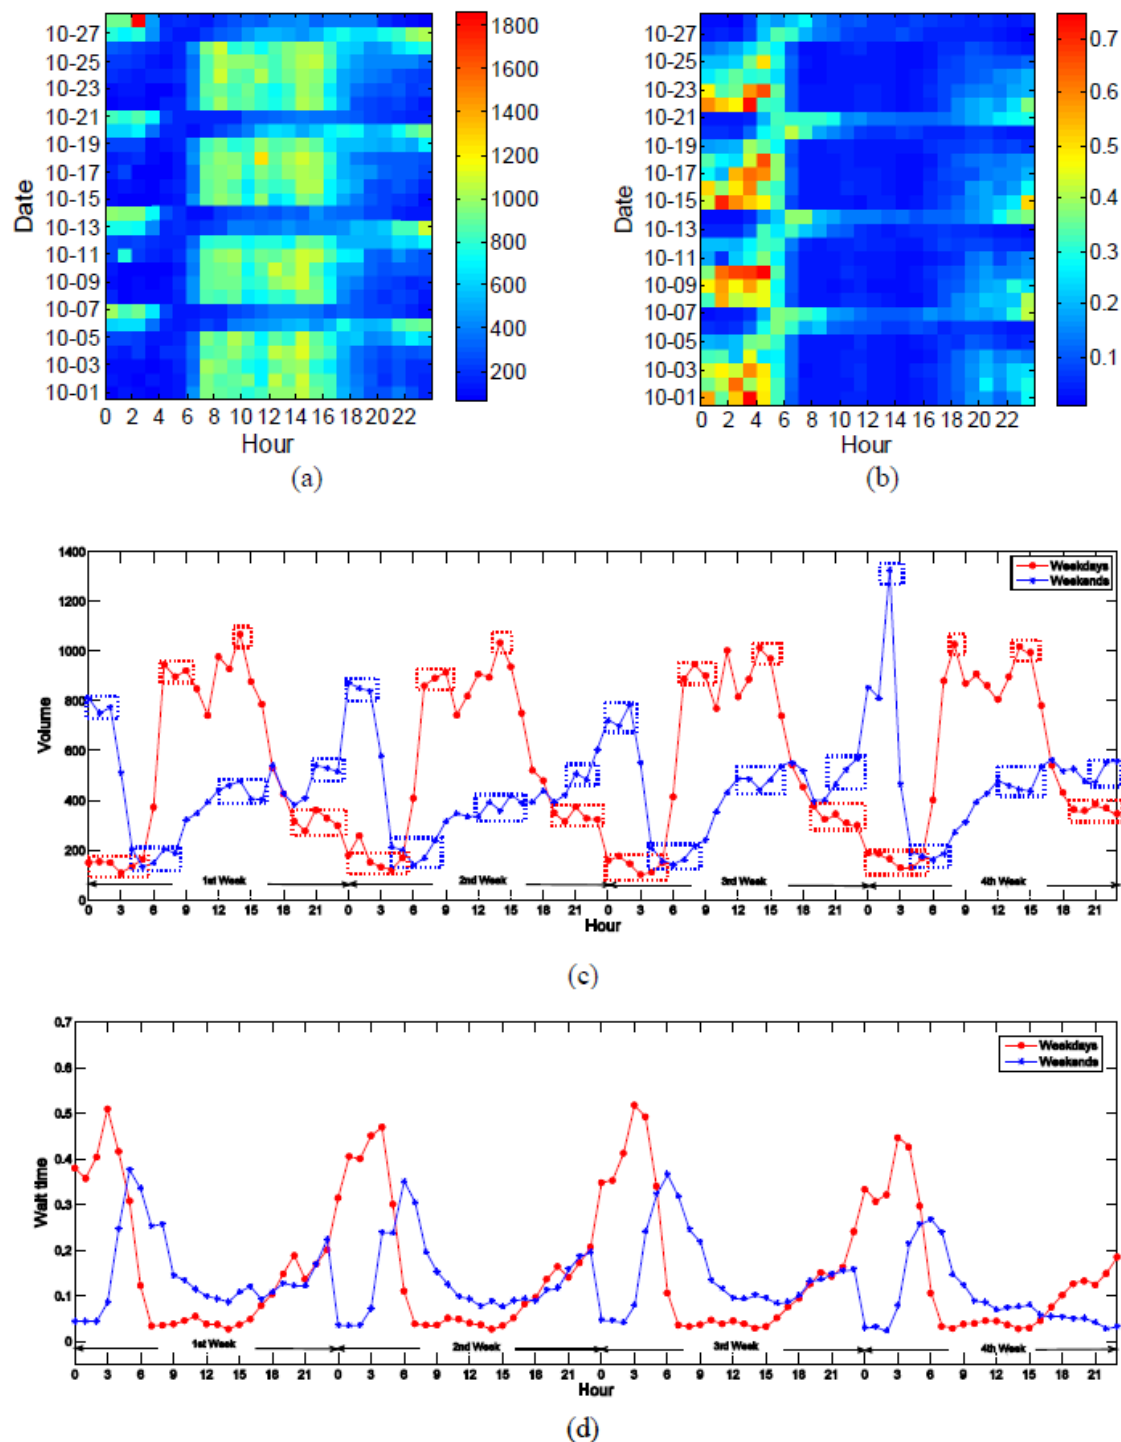 10-27
10-25
10-23
10-21
10-19
10-17
10-15
10-13
10-11
10-09
10-07
10-05
10-03
10-01
Date
0 2 4 6 8 10 12 14 16 18 20 22
Hour
1800
1600
1400
1200
1000
800
600
400
200
(a)
10-27
10-25
10-23
10-21
10-19
10-17
10-15
10-13
10-11
10-09
10-07
10-05
10-03
10-01
Date
0 2 4 6 8 10 12 14 16 18 20 22
Hour
0.7
0.6
0.5
0.4
0.3
0.2
0.1
(b)
1400
1200
1000
800
600
400
200
0
Volume
Weekdays
Weekends
1st Week 2nd Week 3rd Week 4th Week
0 3 6 9 12 15 18 21 0 3 6 9 12 15 18 21 0 3 6 9 12 15 18 21 0 3 6 9 12 15 18 21 23
Hour
(c)
0.7
0.6
0.5
0.4
0.3
0.2
0.1
0
Wait time
Weekdays
Weekends
1st Week 2nd Week 3rd Week 4th Week
0 3 6 9 12 15 18 21 0 3 6 9 12 15 18 21 0 3 6 9 12 15 18 21 0 3 6 9 12 15 18 21 23
Hour
(d)